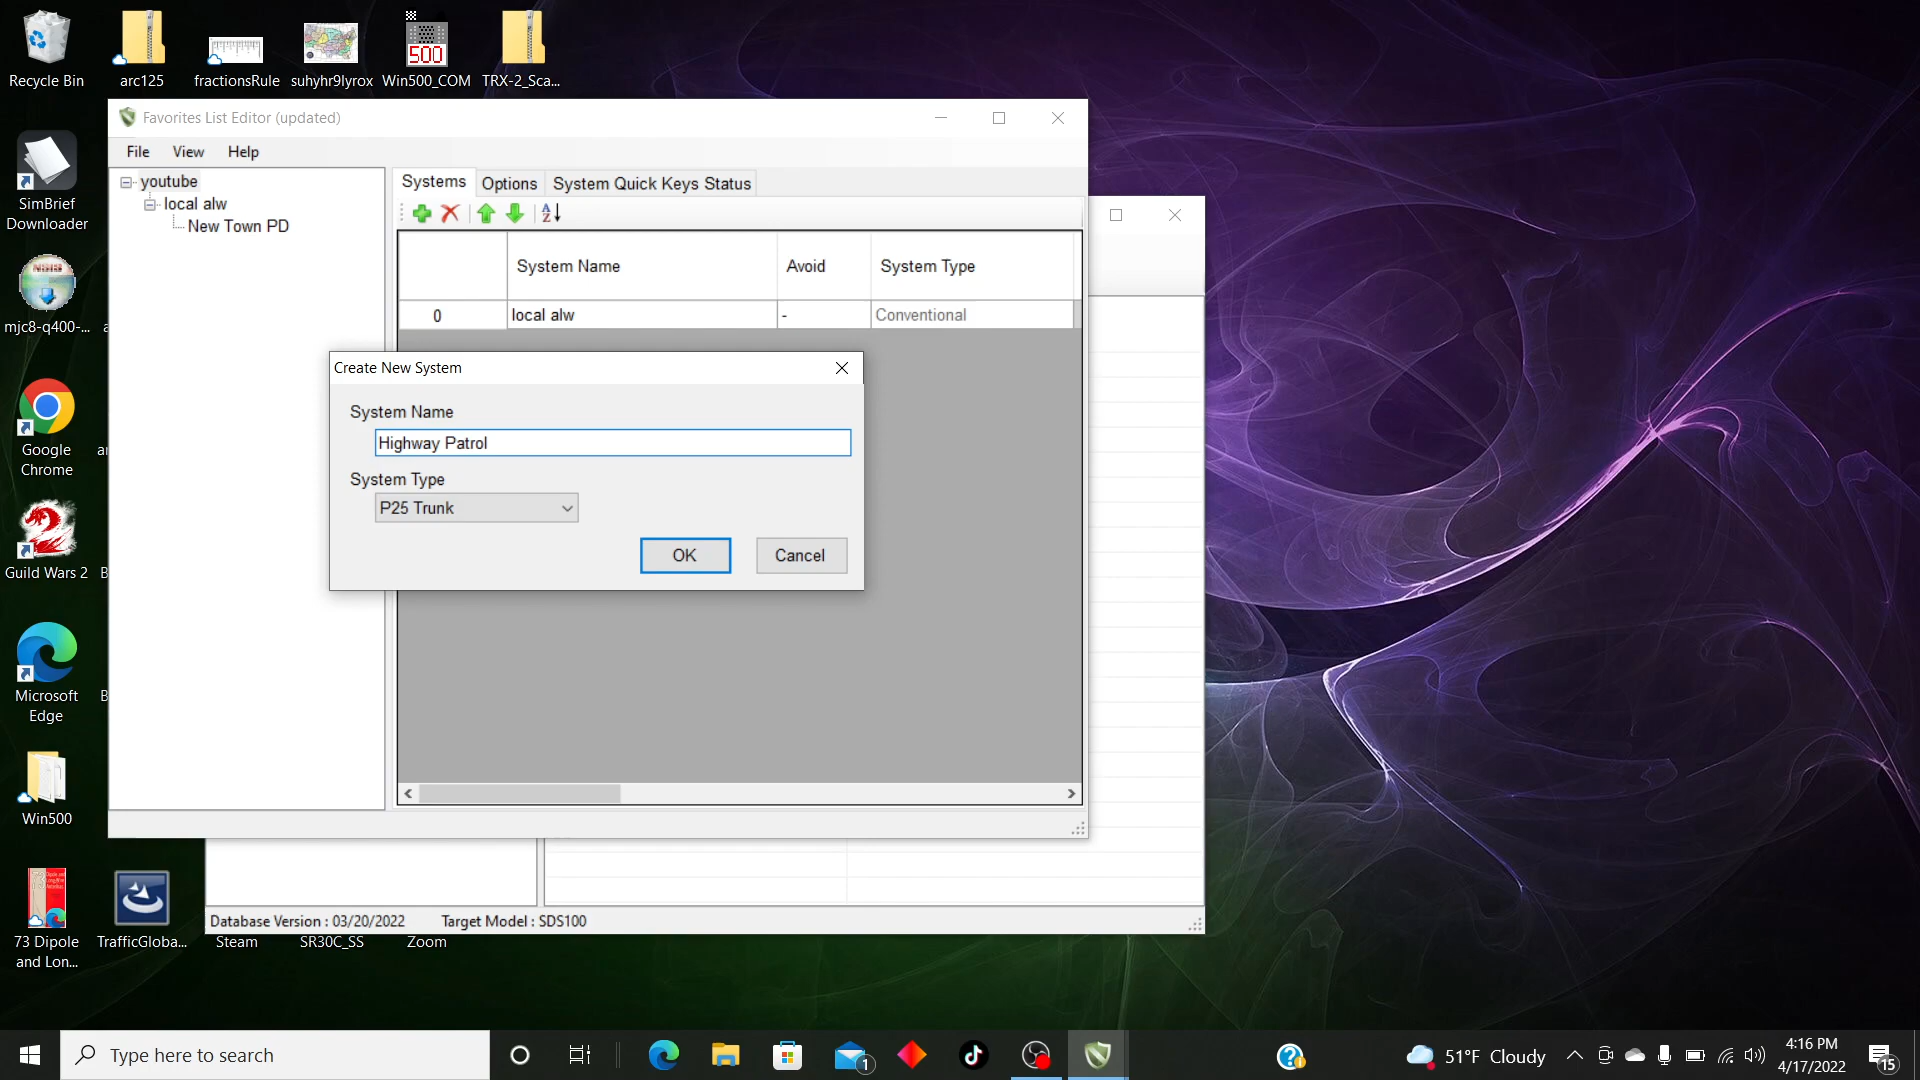 Recycle Bin
arc125
fractionsRule
suhyhr9lyrox
500
Win500_COM
TRX-2_Sca...
Favorites List Editor (updated)
File View Help
SimBrief
Downloader
youtube
local alw
New Town PD
Systems Options System Quick Keys Status
System Name Avoid System Type
0 local alw - Conventional
mjc8-q400-...
Create New System
System Name
Highway Patrol
System Type
P25 Trunk
OK Cancel
Google
Chrome
Guild Wars 2
Microsoft
Edge
Win500
73 Dipole
and Lon...
TrafficGloba...
Database Version : 03/20/2022 Target Model : SDS100
Steam
SR30C_SS
Zoom
Type here to search
1
51°F Cloudy
4:16 PM
4/17/2022
15